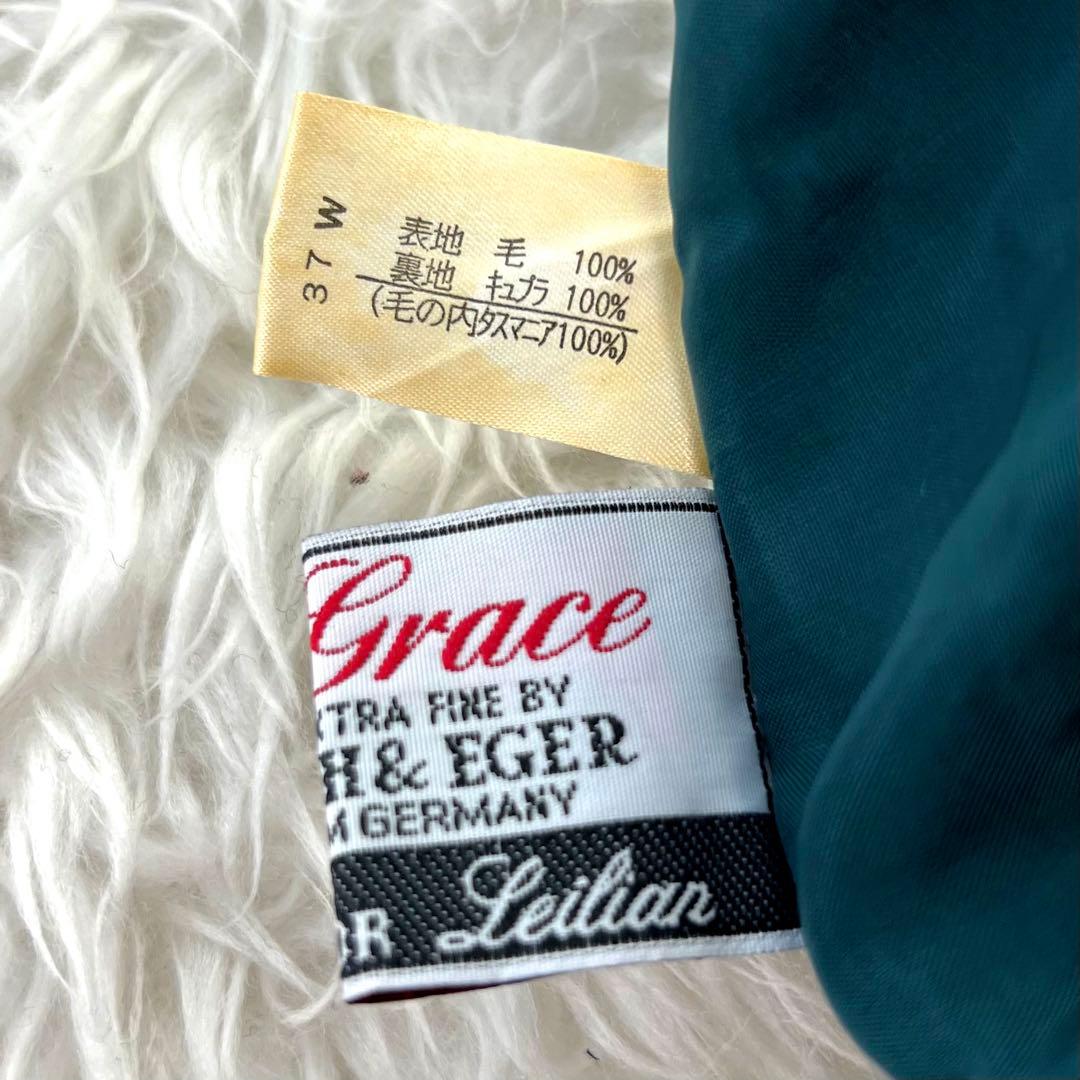 37 W
表地 毛 100%
裏地 キュプラ 100%
(毛の内タスマニア100%)
Grace
XTRA FINE BY
H & EGER
M GERMANY
R Leilian